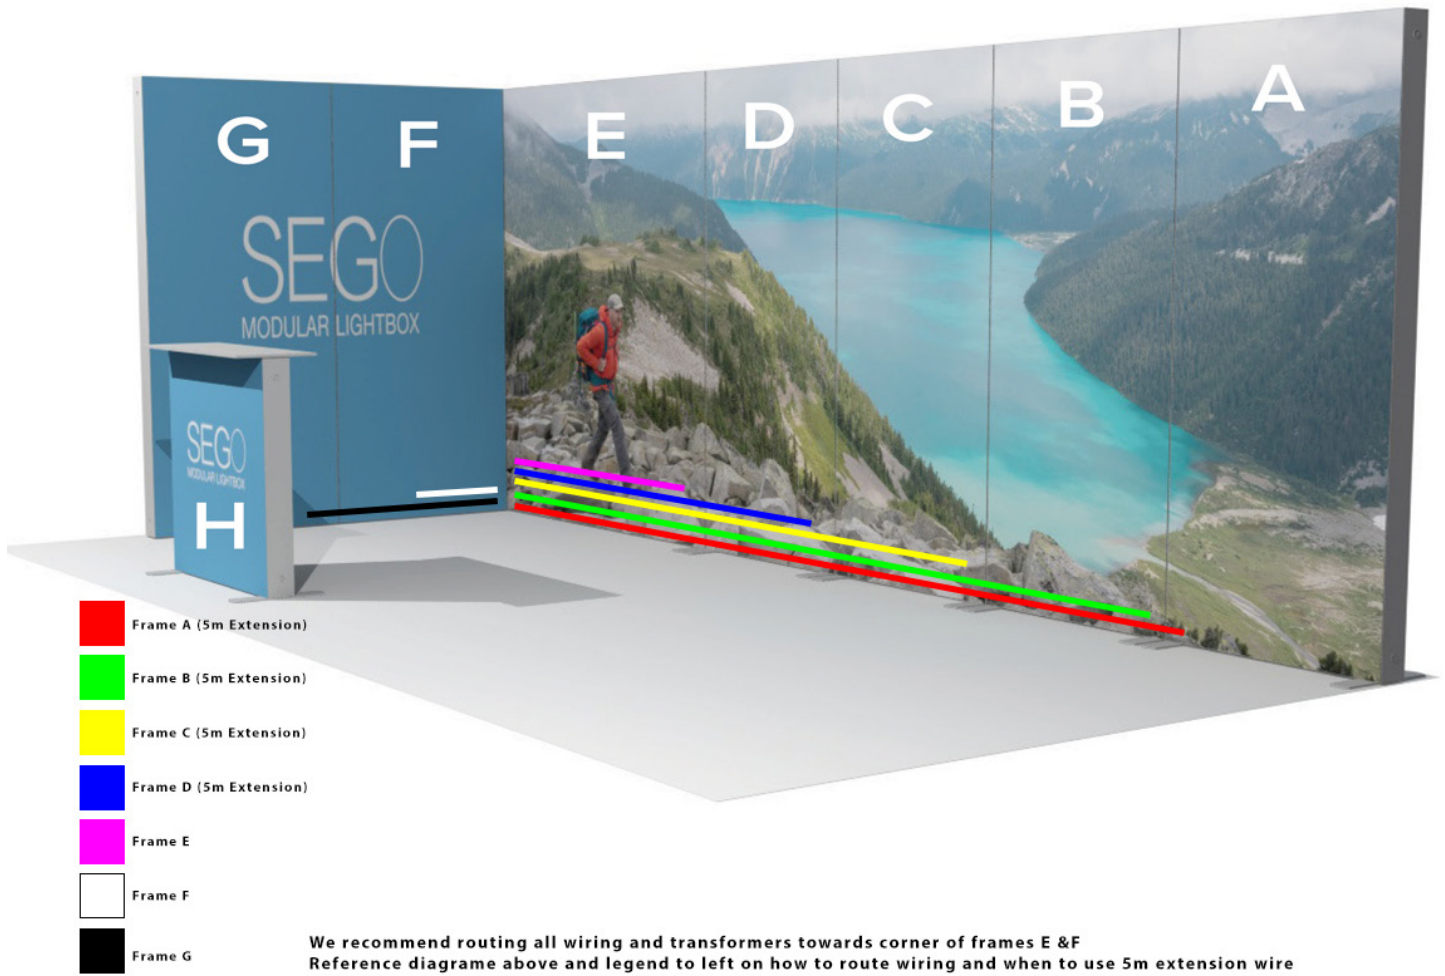 G F E D C B A
SEGO
MODULAR LIGHTBOX
SEGO
MODULAR LIGHTBOX
H
Frame A (5m Extension)
Frame B (5m Extension)
Frame C (5m Extension)
Frame D (5m Extension)
Frame E
Frame F
Frame G
We recommend routing all wiring and transformers towards corner of frames E &F
Reference diagrame above and legend to left on how to route wiring and when to use 5m extension wire